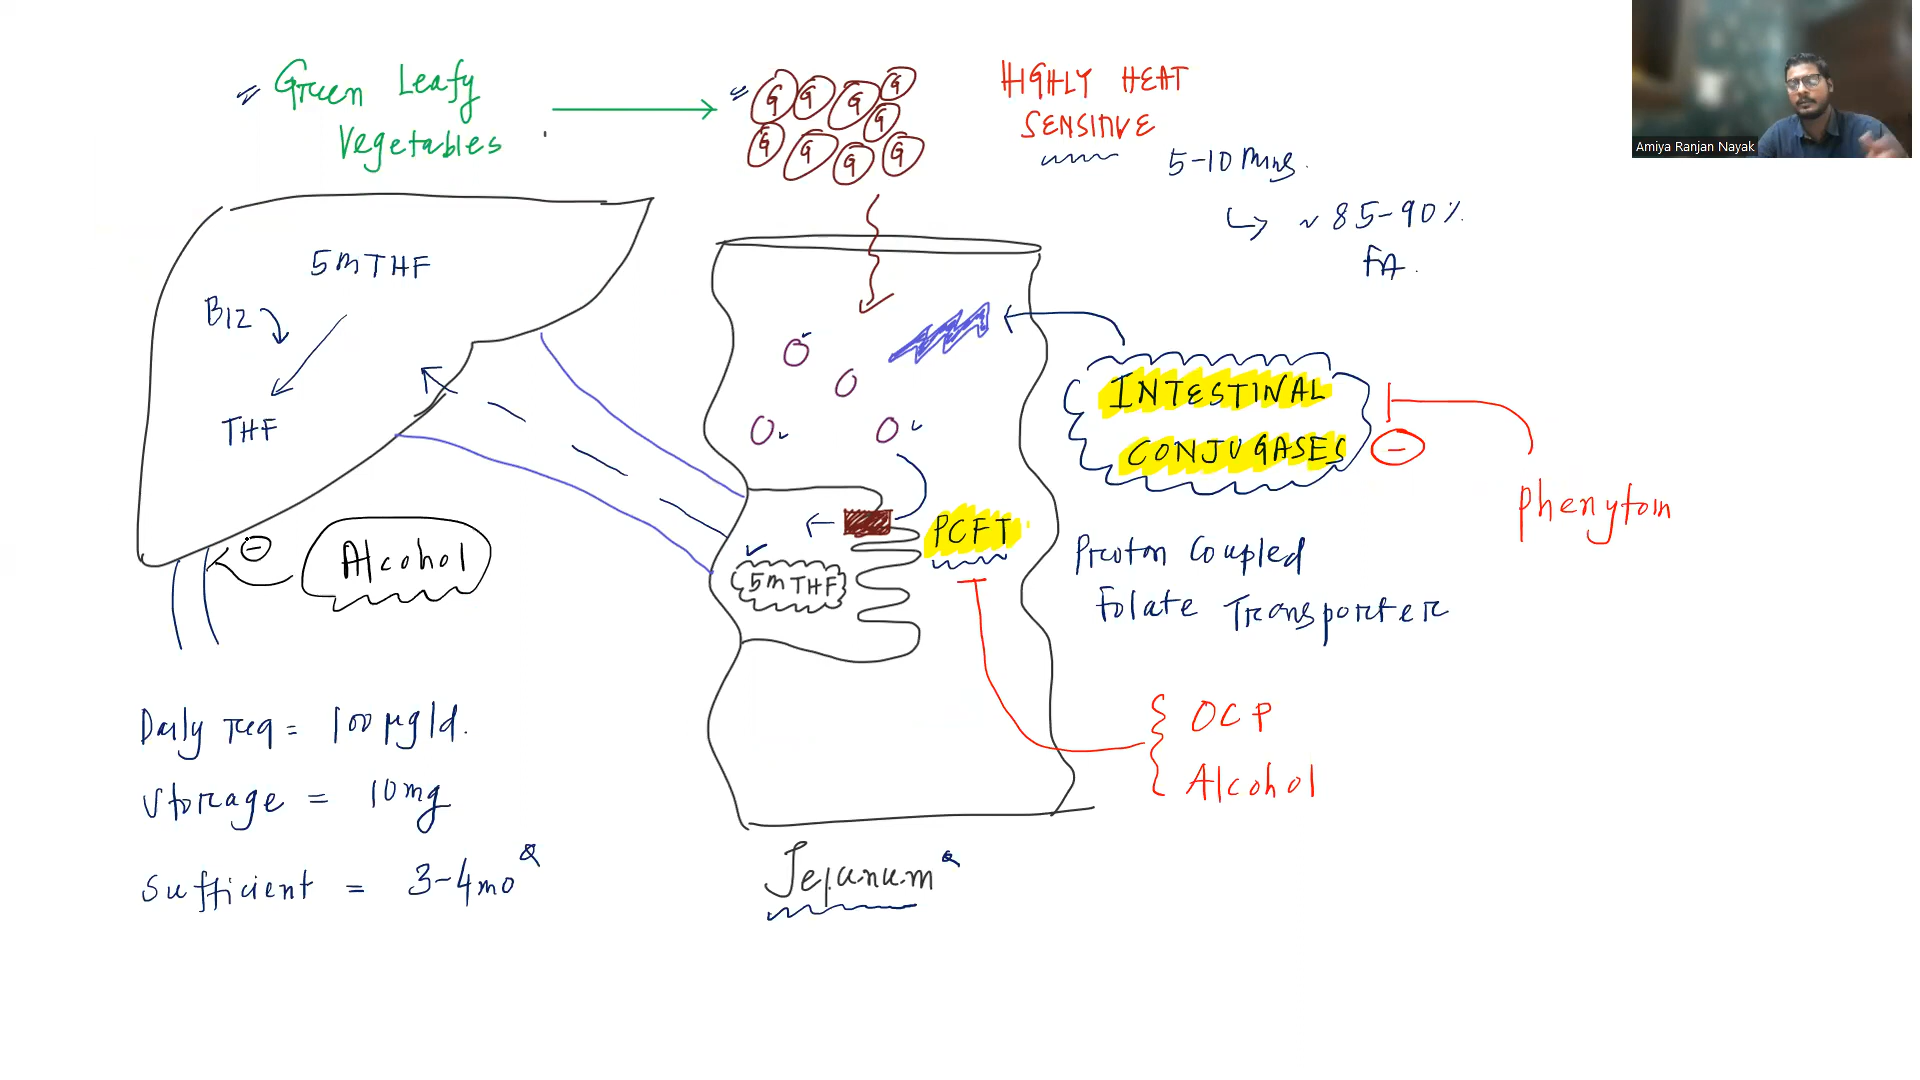 Green Leafy
Vegetables
G G G G
G
G G G G
HIGHLY HEAT
SENSITIVE
5-10 Mins.
~ 85-90%
FA.
Amiya Ranjan Nayak
5mTHF
B12
THF
INTESTINAL
CONJUGASES
Phenytoin
PCFT
Proton Coupled
Folate Transporter
5mTHF
Alcohol
OCP
Alcohol
Daily req = 100 µg/d.
Storage = 10mg
Sufficient = 3-4mo
Jejunum